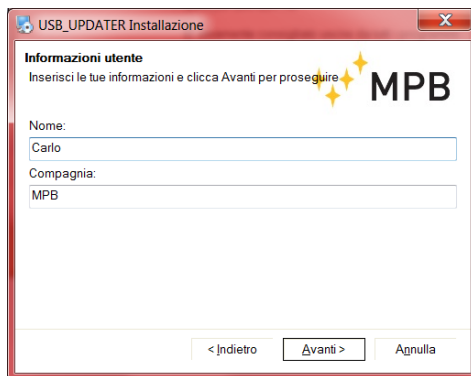 USB_UPDATER Installazione
Informazioni utente
Inserisci le tue informazioni e clicca Avanti per proseguire
MPB
Nome:
Carlo
Compagnia:
MPB
< Indietro
Avanti >
Annulla